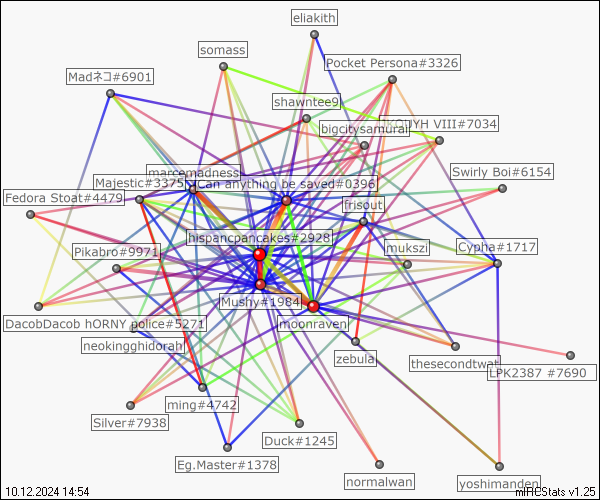 eliakith
somass
Pocket Persona#3326
Madネコ#6901
shawntee9
bigcitysamurai
VIII#7034
marcemadness
Swirly Boi#6154
Majestic#3375
Can anything be saved#0396
Fedora Stoat#4479
frisout
hispancpancakes#2928
mukszi
Cypha#1717
Pikabro#9971
Mushy#1984
DacobDacob hORNY police#5271
moonravenj
neokingghidorah
zebula
thesecondtwat
LPK2387 #7690
ming#4742
Silver#7938
Duck#1245
Eg.Master#1378
normalwan
yoshimanden
10.12.2024 14:54
mIRCStats v1.25